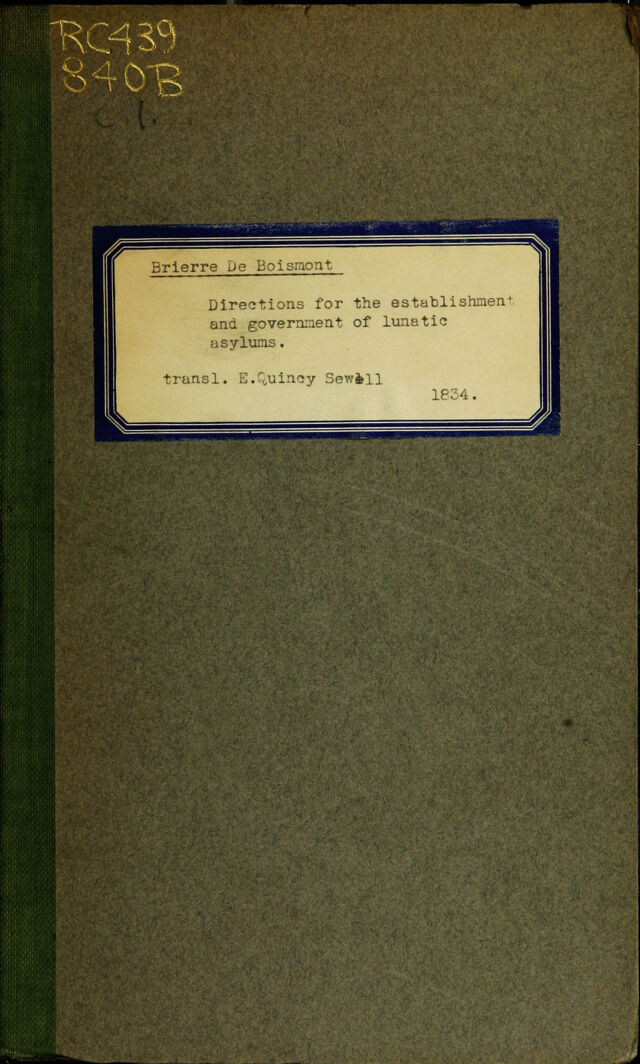 RC439
840B
c.1.
Brierre De Boismont
Directions for the establishment
and government of lunatic
asylums.
transl. E.Quincy Sewell
1834.